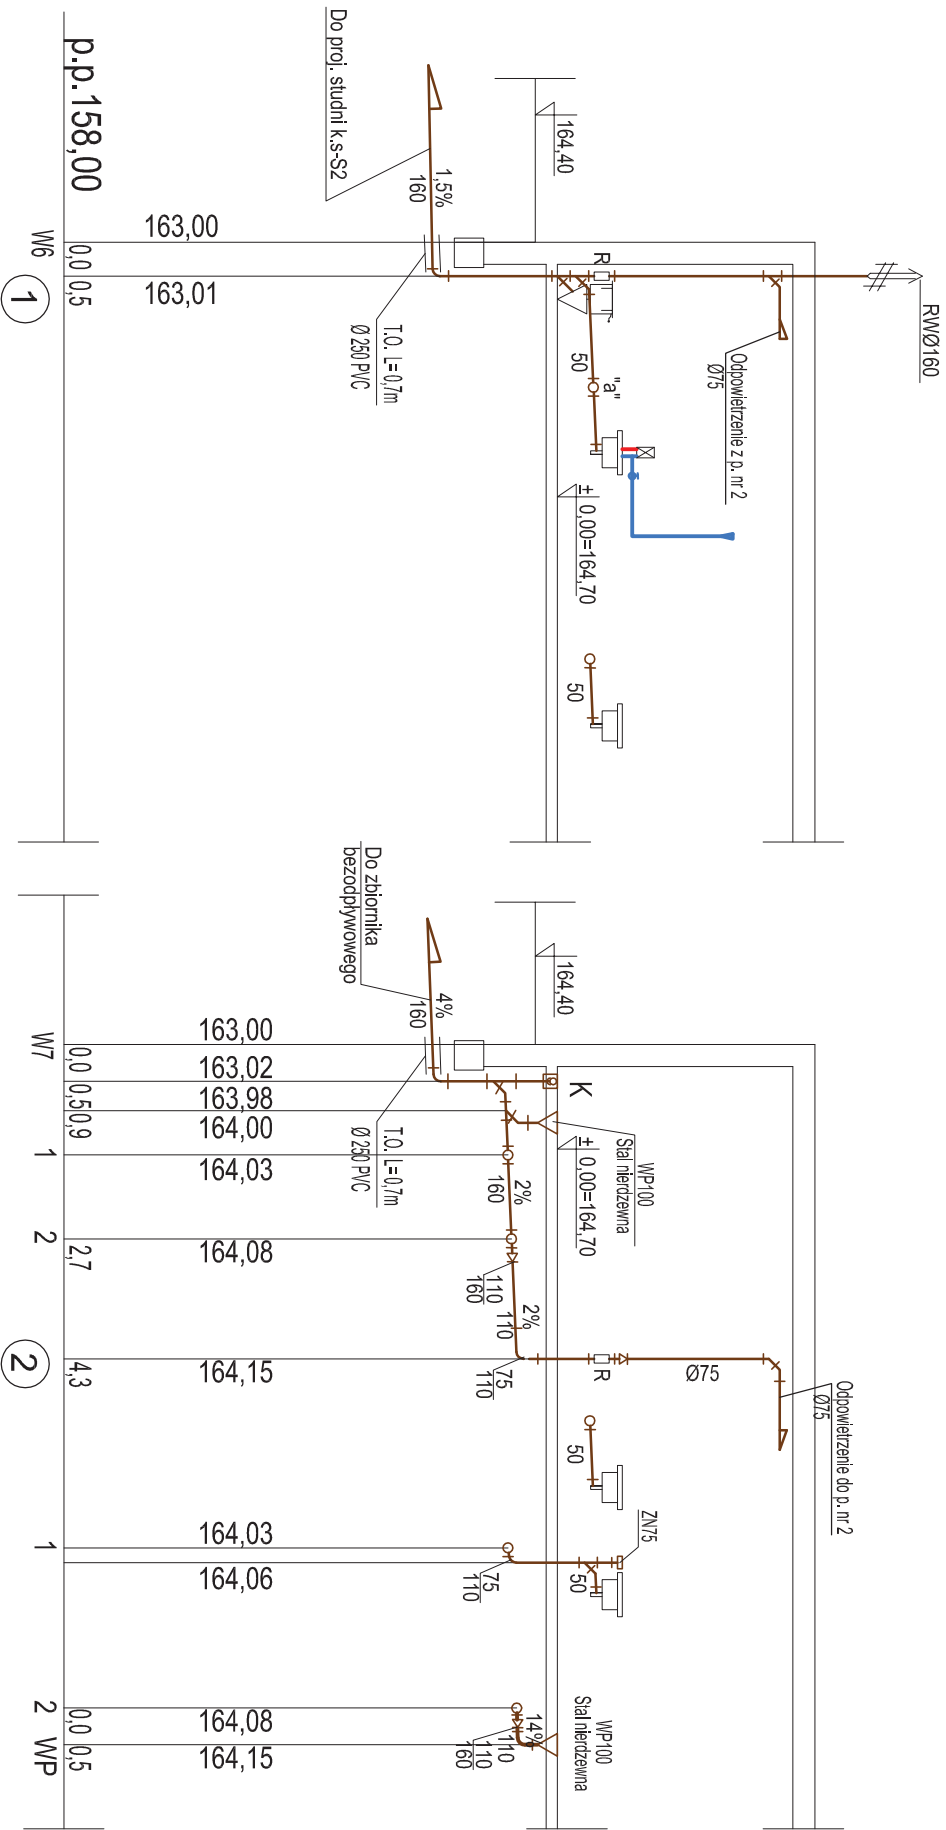 RWØ160
Odpowietrzenie z p. nr 2
Ø75
R
"a"
50
± 0,00=164,70
50
164,40
Do proj. studni k.s-S2
1,5%
160
T.O. L=0,7m
Ø 250 PVC
163,00
163,01
p.p.158,00
0,0
0,5
W6
1
Odpowietrzenie do p. nr 2
Ø75
Ø75
R
ZN75
50
50
164,40
K
WP100
Stal nierdzewna
± 0,00=164,70
WP100
Stal nierdzewna
Do zbiornika
bezodpływowego
4%
160
T.O. L=0,7m
Ø 250 PVC
2%
160
110
160
2%
110
75
110
75
110
14%
110
110
160
163,00
163,02
163,98
164,00
164,03
164,08
164,15
164,03
164,06
164,08
164,15
0,0
0,5
0,9
2,7
4,3
0,0
0,5
W7
1
2
2
1
2
WP